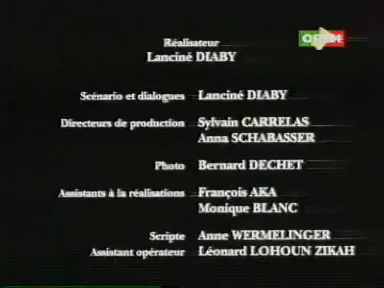 Réalisateur
Lanciné DIABY
Scénario et dialogues Lanciné DIABY
Directeurs de production Sylvain CARRELAS
Anna SCHABASSER
Photo Bernard DECHET
Assistants à la réalisations François AKA
Monique BLANC
Scripte Anne WERMELINGER
Assistant opérateur Léonard LOHOUN ZIKAH